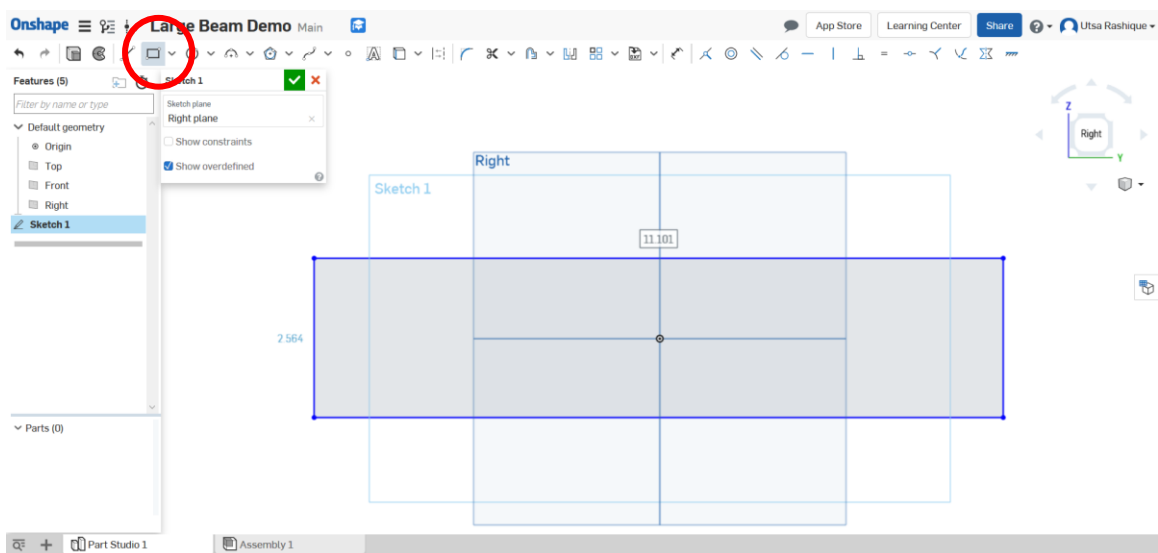 Onshape Large Beam Demo Main App Store Learning Center Share Utsa Rashique
Features (5)
Sketch 1
Filter by name or type
Sketch plane
Right plane
Default geometry
Origin
Show constraints
Top
Show overdefined
Front
Right
Sketch 1
Parts (0)
Right
Sketch 1
11.101
2.564
Z
Right
Y
Part Studio 1
Assembly 1